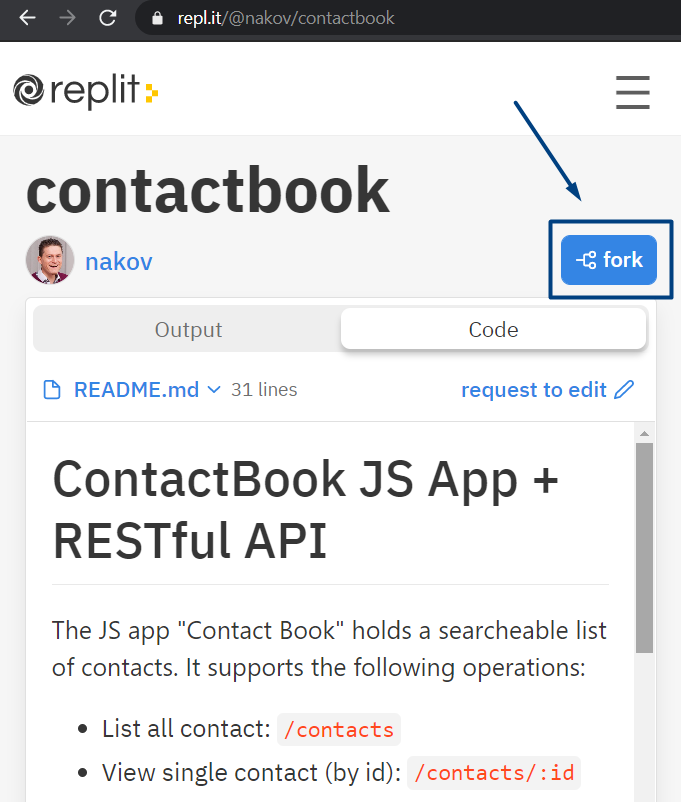 repl.it/@nakov/contactbook
replit
contactbook
nakov
fork
Output
Code
README.md 31 lines
request to edit
ContactBook JS App +
RESTful API
The JS app "Contact Book" holds a searcheable list
of contacts. It supports the following operations:
List all contact: /contacts
View single contact (by id): /contacts/:id